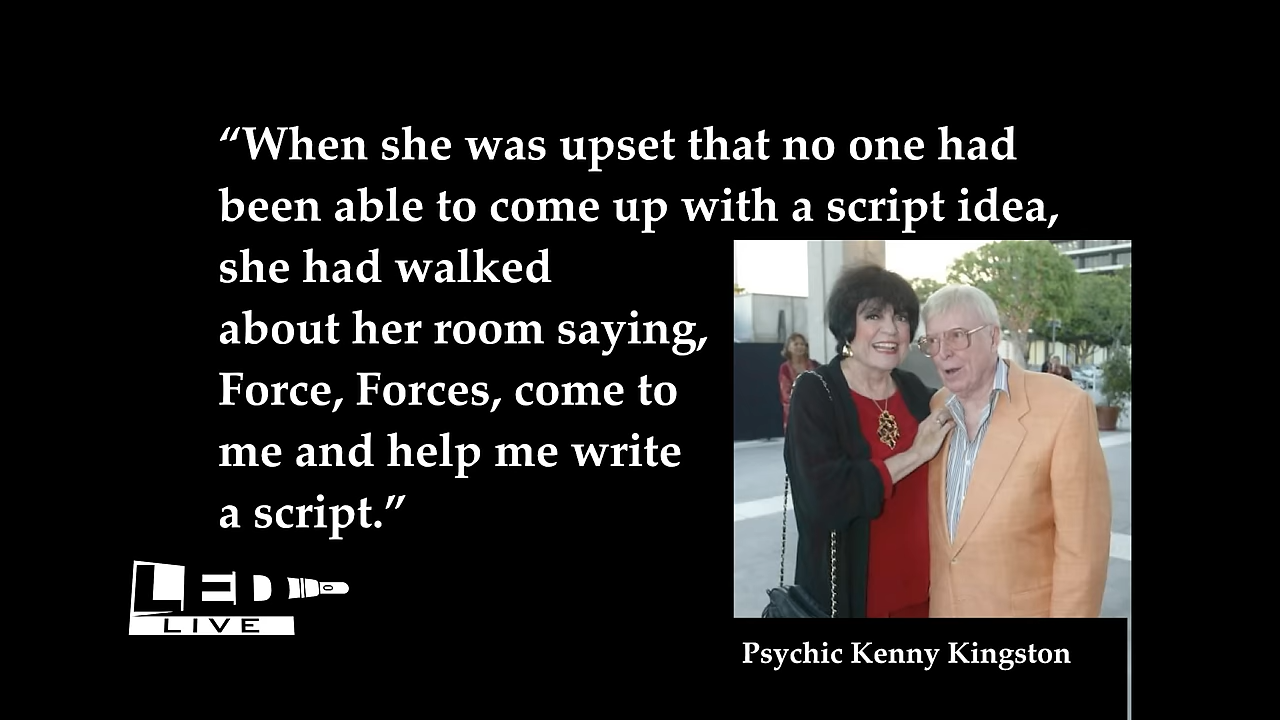 “When she was upset that no one had
been able to come up with a script idea,
she had walked
about her room saying,
Force, Forces, come to
me and help me write
a script.”
LED
LIVE
Psychic Kenny Kingston